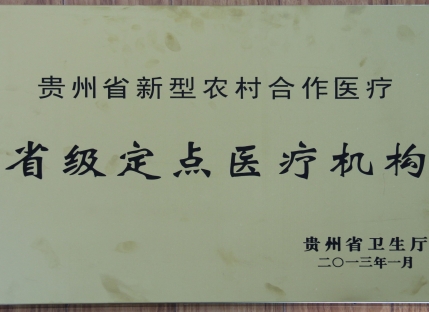 贵州省新型农村合作医疗
省级定点医疗机构
贵州省卫生厅
二〇一三年一月